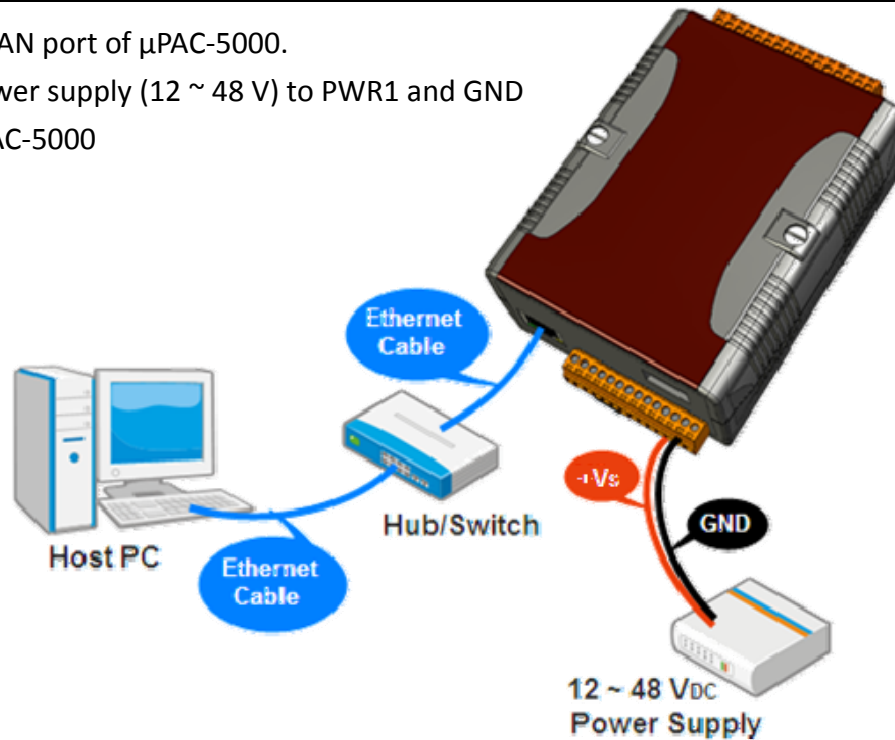 AN port of µPAC-5000.
wer supply (12 ~ 48 V) to PWR1 and GND
AC-5000
Ethernet
Cable
+Vs
GND
Hub/Switch
Host PC
Ethernet
Cable
12 ~ 48 VDC
Power Supply